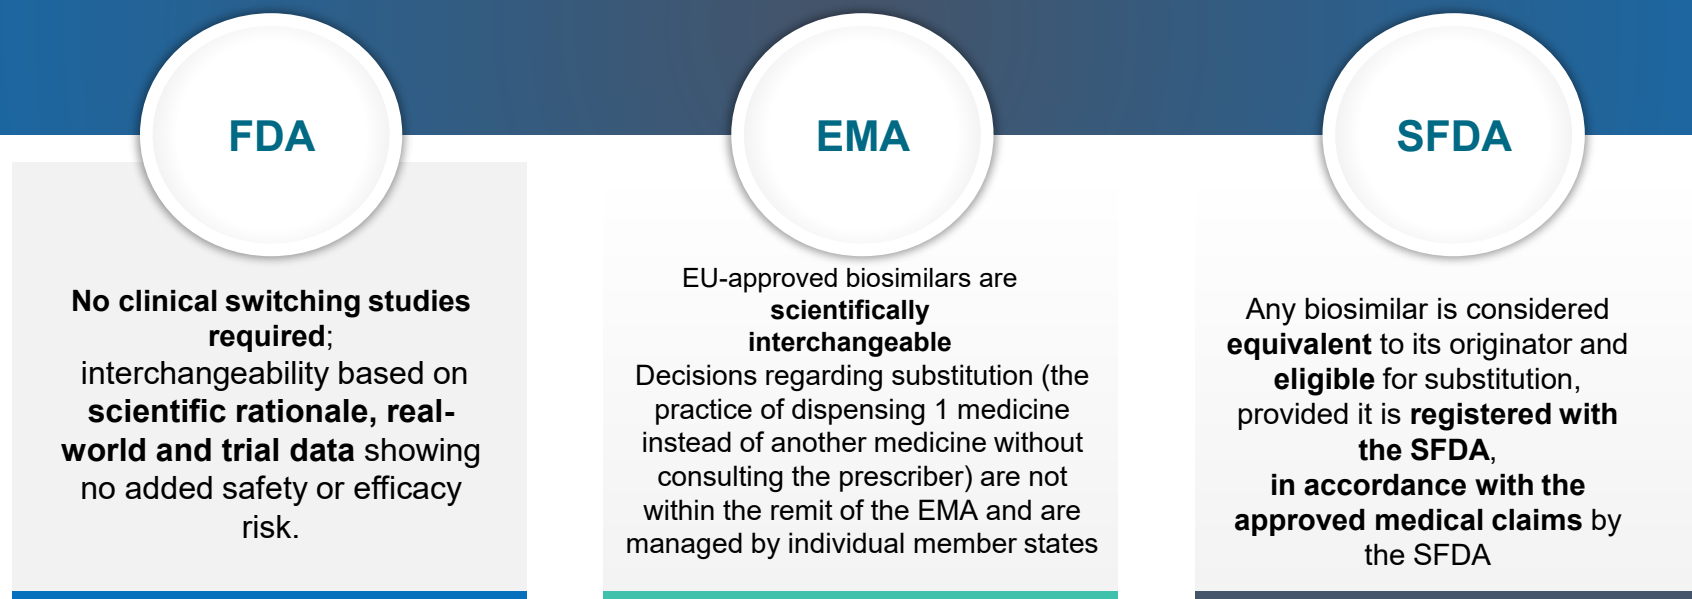 FDA
No clinical switching studies
required;
interchangeability based on
scientific rationale, real-
world and trial data showing
no added safety or efficacy
risk.
EMA
EU-approved biosimilars are
scientifically
interchangeable
Decisions regarding substitution (the
practice of dispensing 1 medicine
instead of another medicine without
consulting the prescriber) are not
within the remit of the EMA and are
managed by individual member states
SFDA
Any biosimilar is considered
equivalent to its originator and
eligible for substitution,
provided it is registered with
the SFDA,
in accordance with the
approved medical claims by
the SFDA